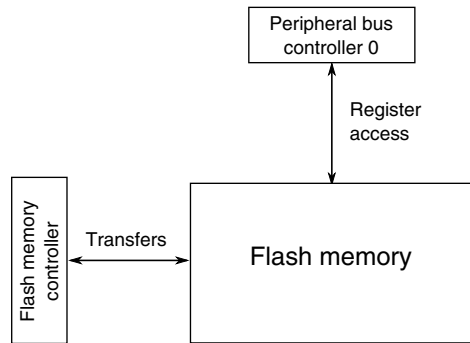 Peripheral bus
controller 0
Register
access
Flash memory
controller
Transfers
Flash memory